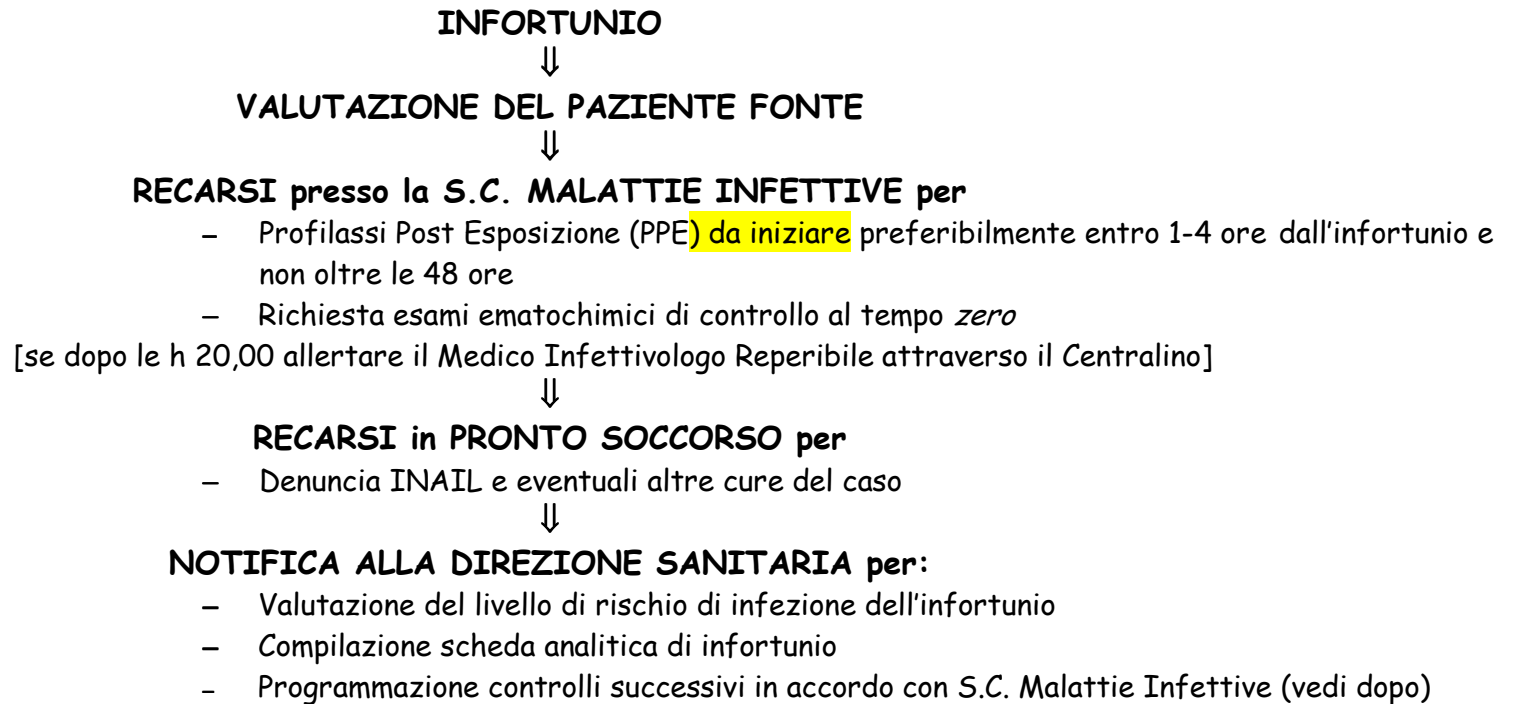 INFORTUNIO
⇓
VALUTAZIONE DEL PAZIENTE FONTE
⇓
RECARSI presso la S.C. MALATTIE INFETTIVE per
– Profilassi Post Esposizione (PPE) da iniziare preferibilmente entro 1-4 ore dall'infortunio e
non oltre le 48 ore
– Richiesta esami ematochimici di controllo al tempo zero
[se dopo le h 20,00 allertare il Medico Infettivologo Reperibile attraverso il Centralino]
⇓
RECARSI in PRONTO SOCCORSO per
– Denuncia INAIL e eventuali altre cure del caso
⇓
NOTIFICA ALLA DIREZIONE SANITARIA per:
– Valutazione del livello di rischio di infezione dell'infortunio
– Compilazione scheda analitica di infortunio
– Programmazione controlli successivi in accordo con S.C. Malattie Infettive (vedi dopo)